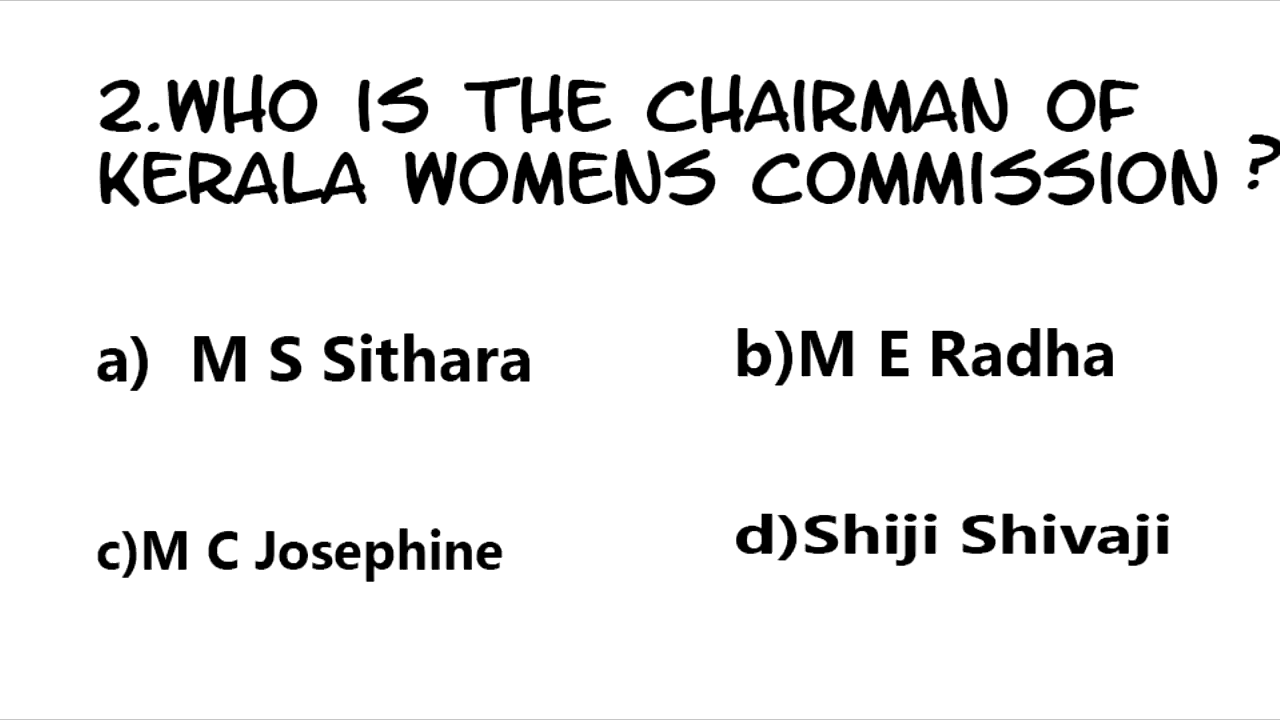 2.WHO IS THE CHAIRMAN OF
KERALA WOMENS COMMISSION ?
a) M S Sithara
b)M E Radha
c)M C Josephine
d)Shiji Shivaji